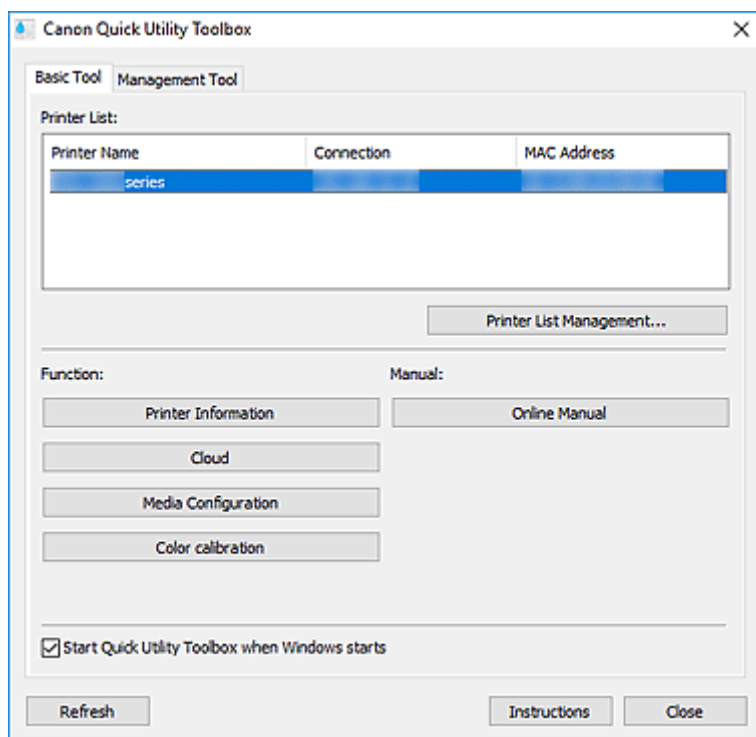 Canon Quick Utility Toolbox
Basic Tool Management Tool
Printer List:
Printer Name Connection MAC Address
series
Printer List Management...
Function: Manual:
Printer Information Online Manual
Cloud
Media Configuration
Color calibration
Start Quick Utility Toolbox when Windows starts
Refresh Instructions Close